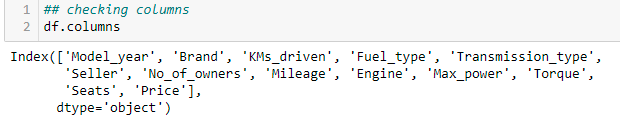 1 ## checking columns
2 df.columns
Index(['Model_year', 'Brand', 'KMs_driven', 'Fuel_type', 'Transmission_type',
'Seller', 'No_of_owners', 'Mileage', 'Engine', 'Max_power', 'Torque',
'Seats', 'Price'],
dtype='object')